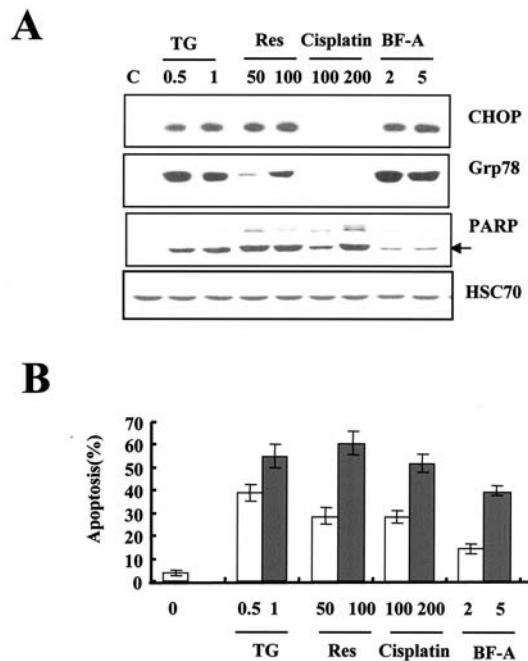 A
TG Res Cisplatin BF-A
C 0.5 1 50 100 100 200 2 5
CHOP
Grp78
PARP
HSC70
B
Apoptosis(%)
70
60
50
40
30
20
10
0
0 0.5 1 50 100 100 200 2 5
TG Res Cisplatin BF-A